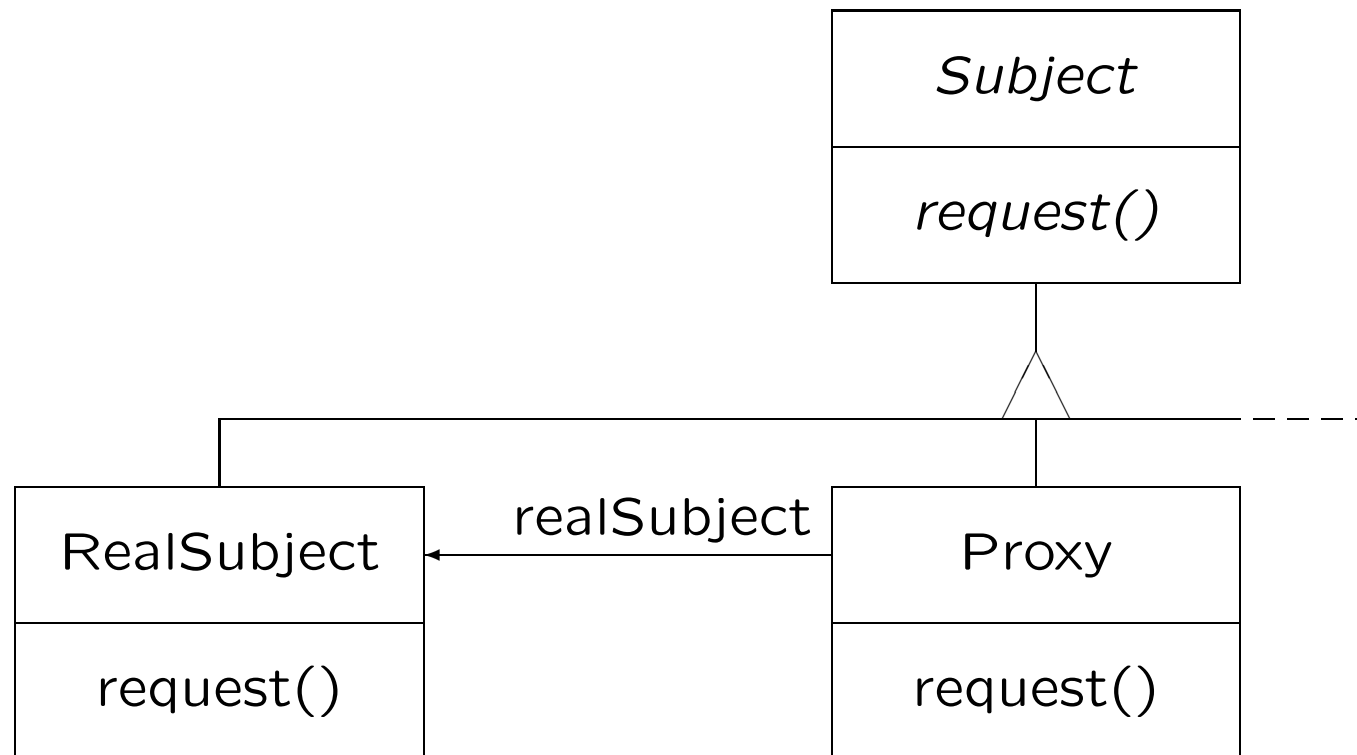 Subject
request()
realSubject
RealSubject
Proxy
request()
request()